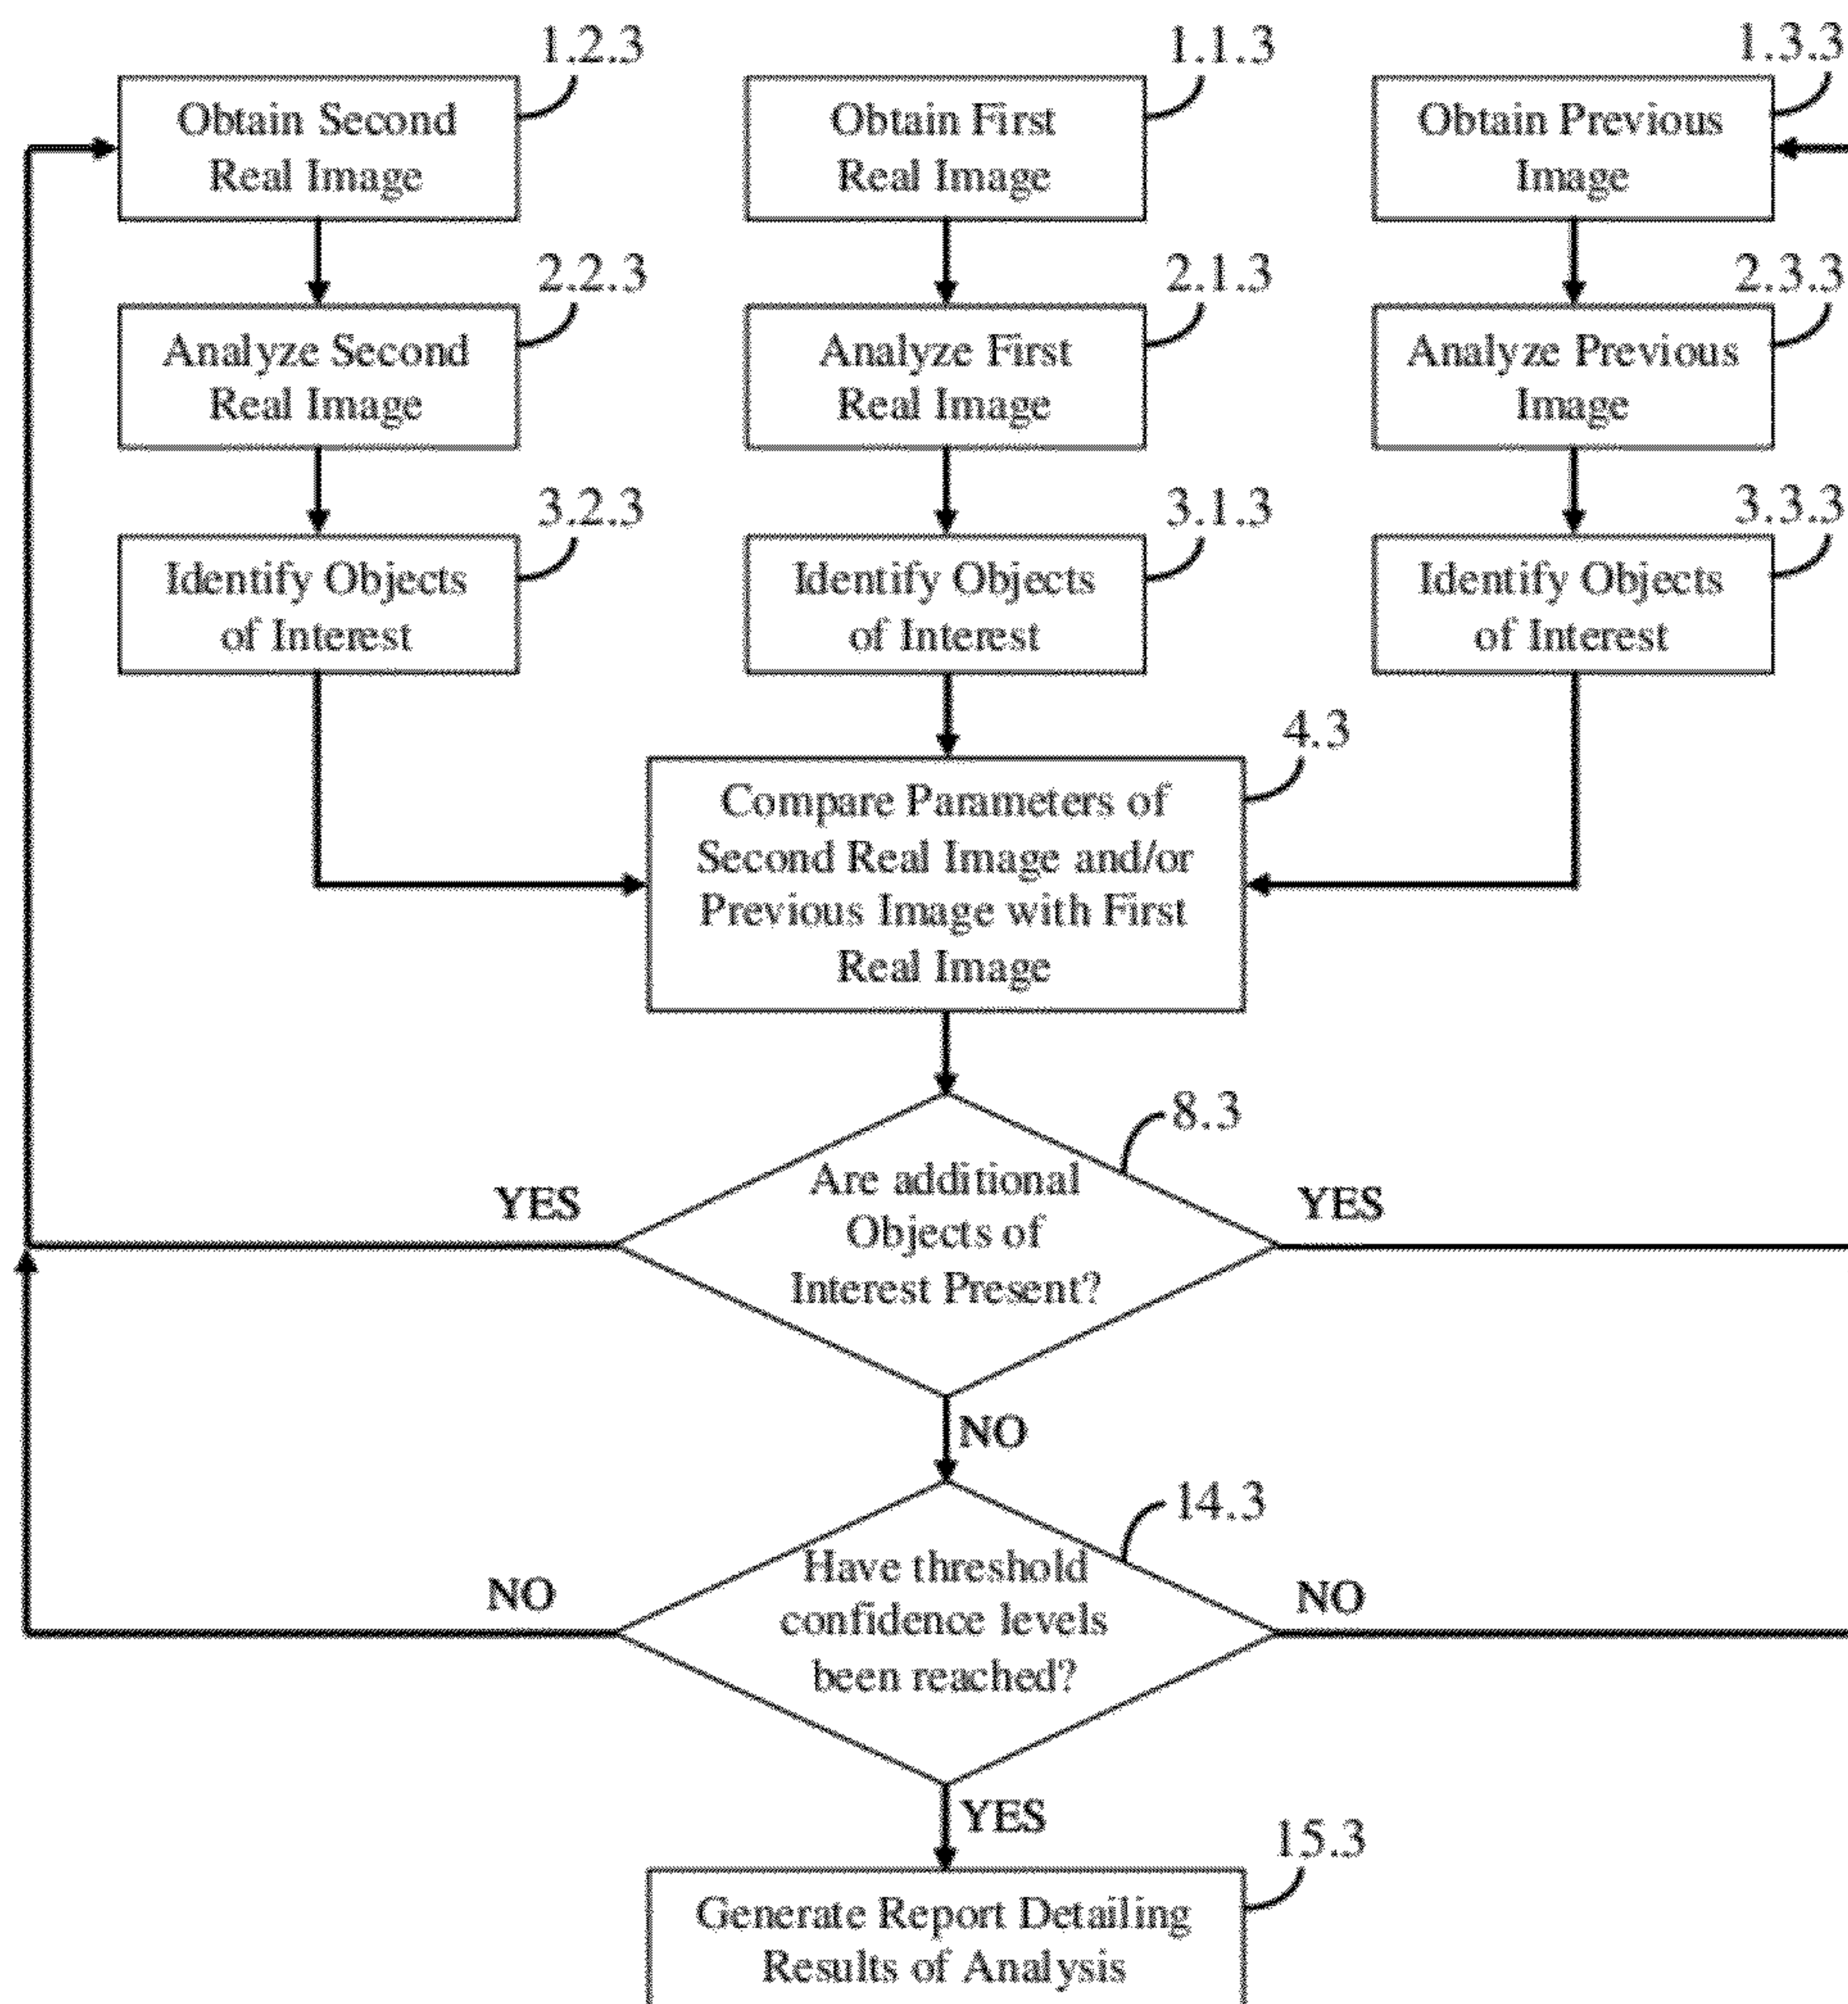 1.2.3
Obtain Second
Real Image
1.1.3
Obtain First
Real Image
1.3.3
Obtain Previous
Image
2.2.3
Analyze Second
Real Image
2.1.3
Analyze First
Real Image
2.3.3
Analyze Previous
Image
3.2.3
Identify Objects
of Interest
3.1.3
Identify Objects
of Interest
3.3.3
Identify Objects
of Interest
4.3
Compare Parameters of
Second Real Image and/or
Previous Image with First
Real Image
8.3
Are additional
Objects of
Interest Present?
YES
YES
NO
14.3
Have threshold
confidence levels
been reached?
NO
NO
YES
15.3
Generate Report Detailing
Results of Analysis